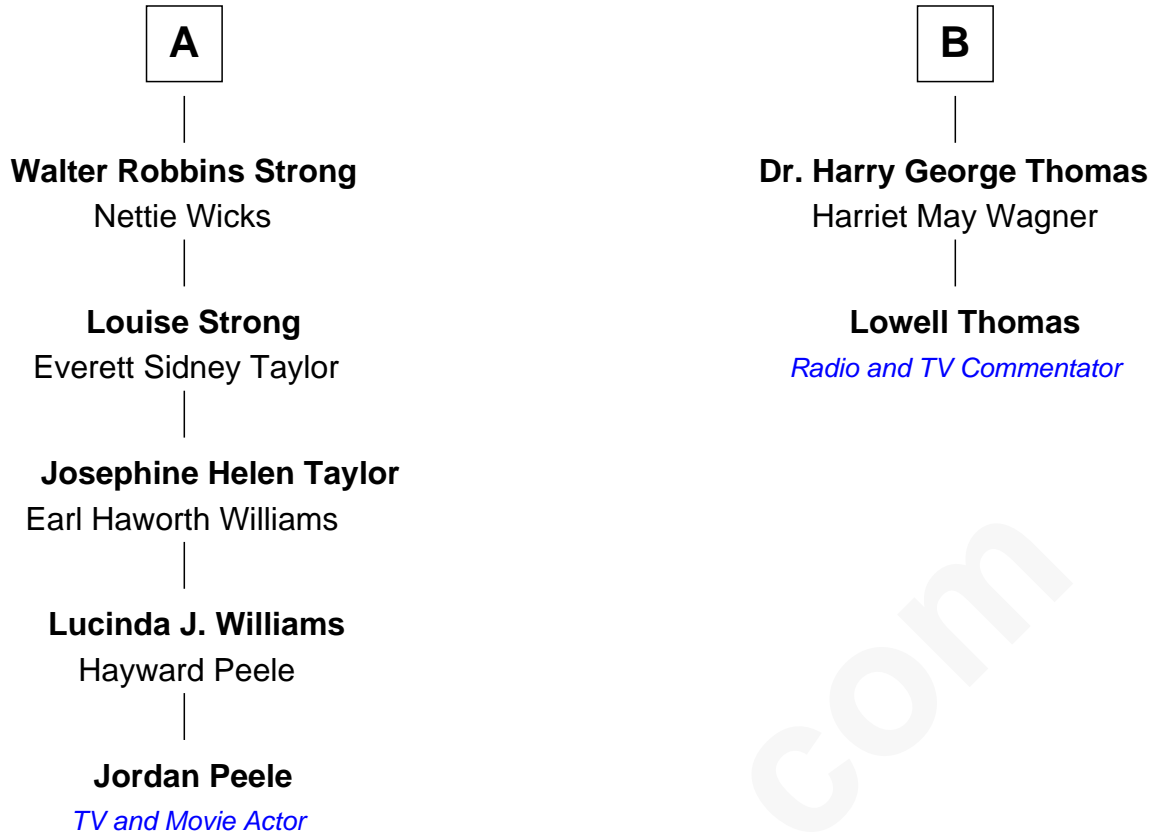 A
Walter Robbins Strong
Nettie Wicks
Louise Strong
Everett Sidney Taylor
Josephine Helen Taylor
Earl Haworth Williams
Lucinda J. Williams
Hayward Peele
Jordan Peele
TV and Movie Actor
B
Dr. Harry George Thomas
Harriet May Wagner
Lowell Thomas
Radio and TV Commentator
com